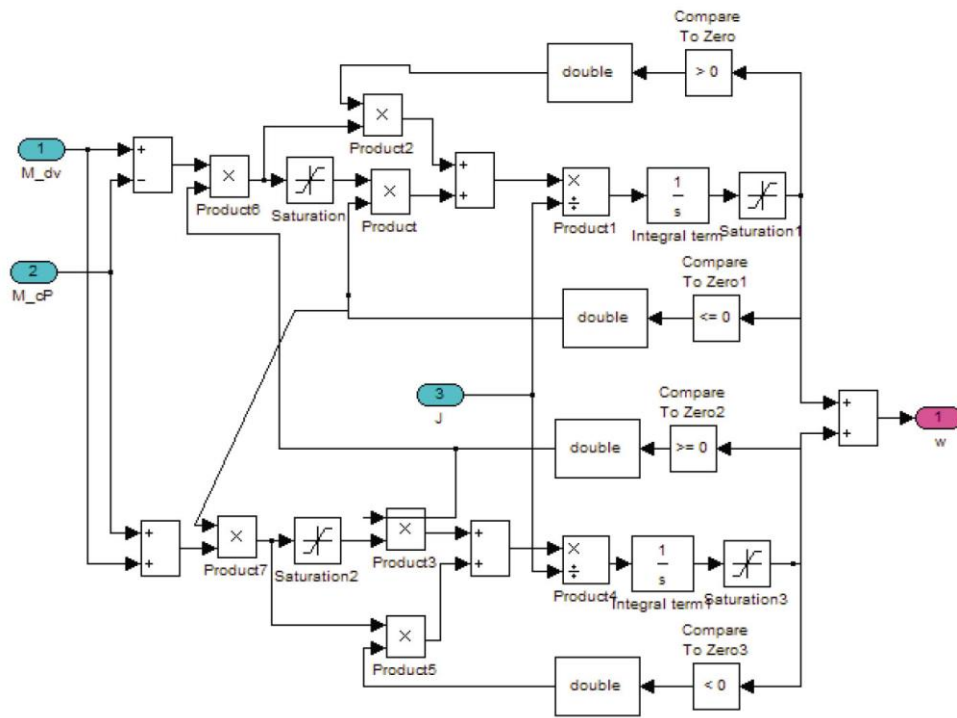 Compare
To Zero
double
> 0
×
Product2
1
M_dv
+
−
×
Product6
Saturation
×
Product
+
+
×
÷
Product1
1
s
Integral term
Saturation1
2
M_cP
Compare
To Zero1
double
<= 0
3
J
Compare
To Zero2
double
>= 0
+
+
1
w
+
+
×
Product7
Saturation2
×
Product3
+
+
×
÷
Product4
1
s
Integral term1
Saturation3
×
Product5
Compare
To Zero3
double
< 0